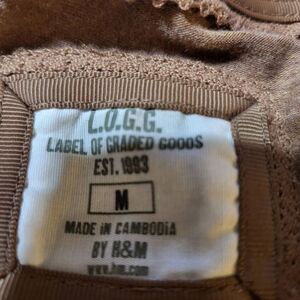 L.O.G.G.
LABEL OF GRADED GOODS
EST. 1993
M
MADE IN CAMBODIA
BY H&M
www.hm.com